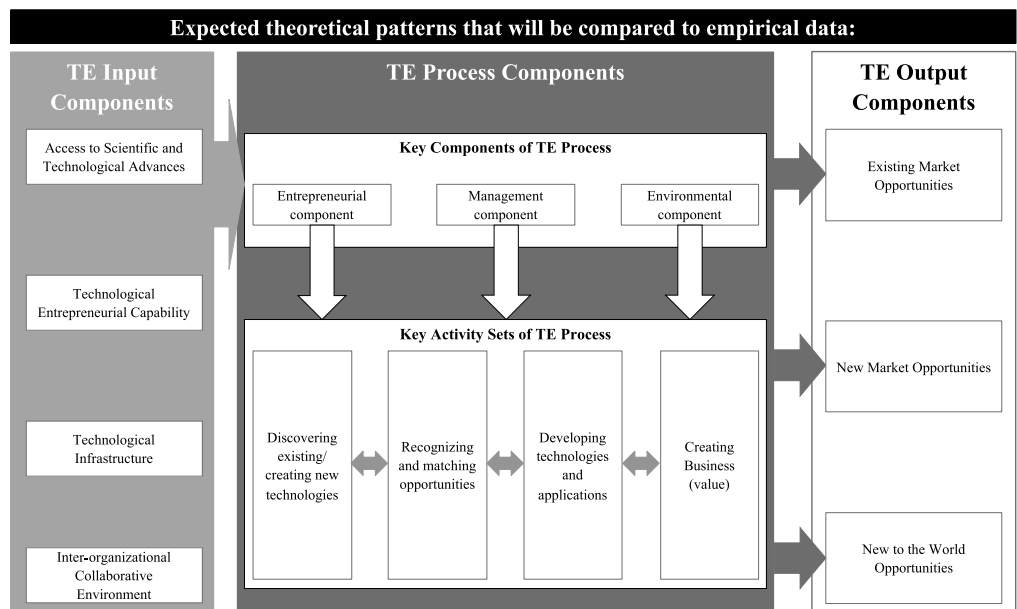 Expected theoretical patterns that will be compared to empirical data:
TE Input
Components
Access to Scientific and
Technological Advances
Technological
Entrepreneurial Capability
Technological
Infrastructure
Inter-organizational
Collaborative
Environment
TE Process Components
Key Components of TE Process
Entrepreneurial
component
Management
component
Environmental
component
Key Activity Sets of TE Process
Discovering
existing/
creating new
technologies
Recognizing
and matching
opportunities
Developing
technologies
and
applications
Creating
Business
(value)
TE Output
Components
Existing Market
Opportunities
New Market Opportunities
New to the World
Opportunities